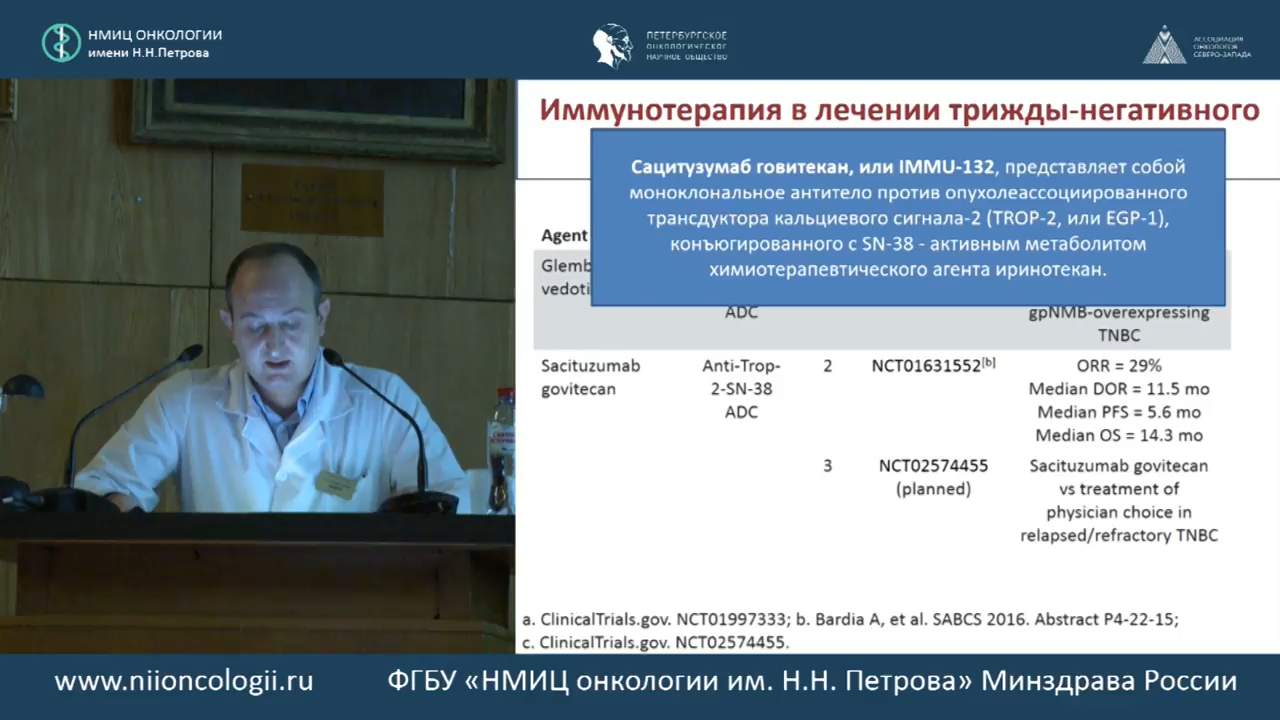 НМИЦ ОНКОЛОГИИ
имени Н.Н.Петрова
ПЕТЕРБУРГСКОЕ
ОНКОЛОГИЧЕСКОЕ
НАУЧНОЕ ОБЩЕСТВО
АССОЦИАЦИЯ
ОНКОЛОГОВ
СЕВЕРО-ЗАПАДА
Иммунотерапия в лечении трижды-негативного
Сацитузумаб говитекан, или IMMU-132, представляет собой
моноклональное антитело против опухолеассоциированного
трансдуктора кальциевого сигнала-2 (TROP-2, или EGP-1),
конъюгированного с SN-38 - активным метаболитом
химиотерапевтического агента иринотекан.
Agent
Glemb
vedoti
ADC
gpNMB-overexpressing
TNBC
Sacituzumab
govitecan
Anti-Trop-
2-SN-38
ADC
2
NCT01631552[b]
ORR = 29%
Median DOR = 11.5 mo
Median PFS = 5.6 mo
Median OS = 14.3 mo
3
NCT02574455
(planned)
Sacituzumab govitecan
vs treatment of
physician choice in
relapsed/refractory TNBC
a. ClinicalTrials.gov. NCT01997333; b. Bardia A, et al. SABCS 2016. Abstract P4-22-15;
c. ClinicalTrials.gov. NCT02574455.
www.niioncologii.ru
ФГБУ «НМИЦ онкологии им. Н.Н. Петрова» Минздрава России